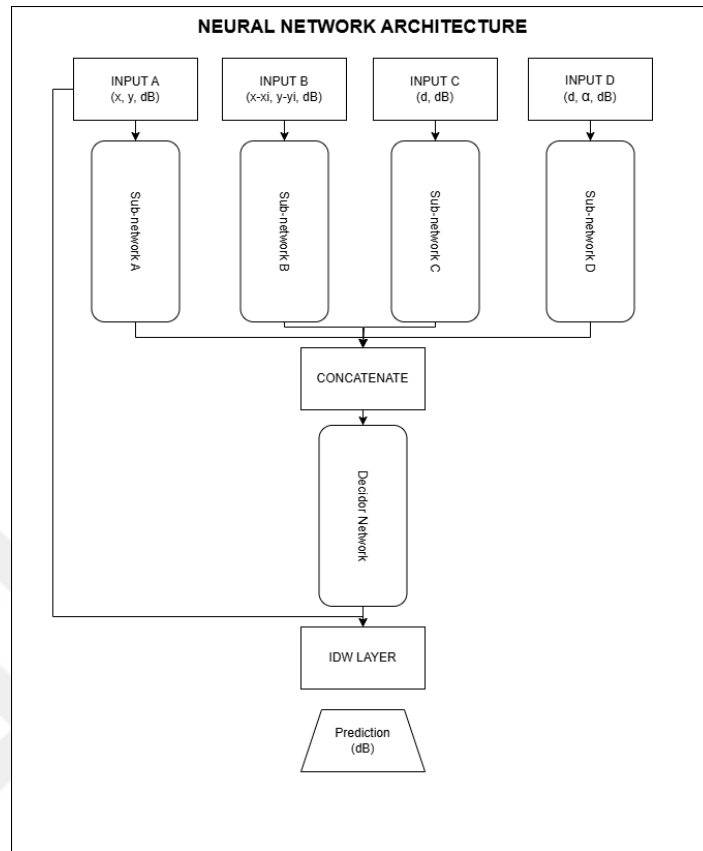 NEURAL NETWORK ARCHITECTURE
INPUT A
(x, y, dB)
INPUT B
(x-xi, y-yi, dB)
INPUT C
(d, dB)
INPUT D
(d, α, dB)
Sub-network A
Sub-network B
Sub-network C
Sub-network D
CONCATENATE
Decidor Network
IDW LAYER
Prediction
(dB)